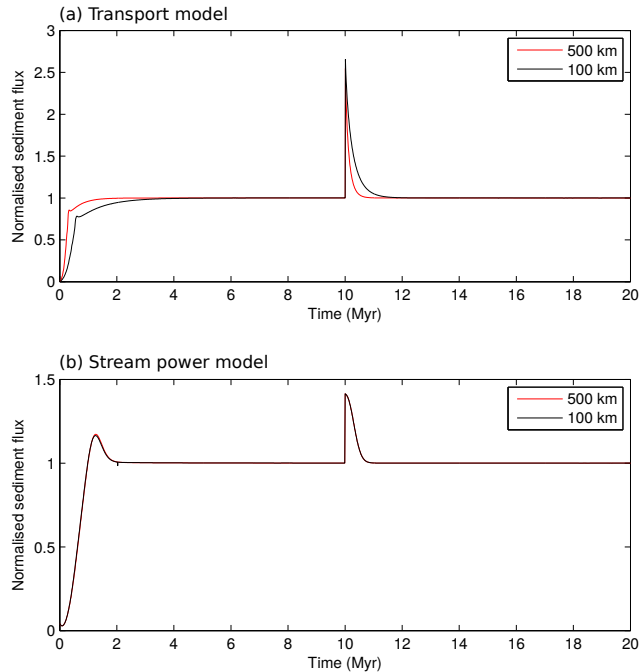 (a) Transport model
3
2.5
2
1.5
1
0.5
0
Normalised sediment flux
500 km
100 km
0 2 4 6 8 10 12 14 16 18 20
Time (Myr)
(b) Stream power model
1.5
1
0.5
0
Normalised sediment flux
500 km
100 km
0 2 4 6 8 10 12 14 16 18 20
Time (Myr)